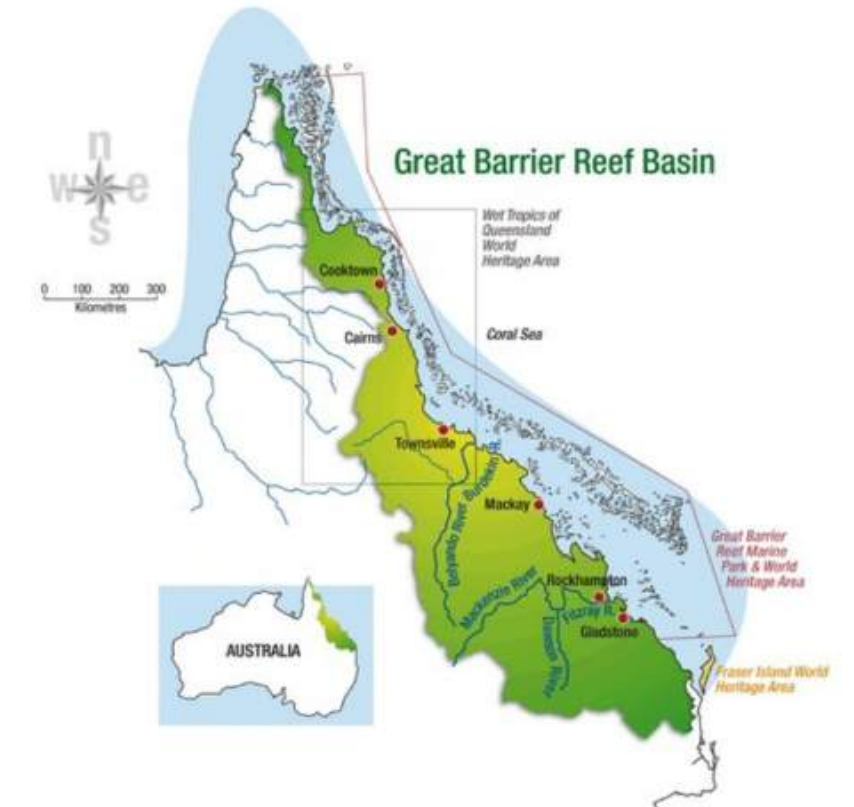 n
w e
s
Great Barrier Reef Basin
Wet Tropics of
Queensland
World
Heritage Area
Cooktown
0 100 200 300
Kilometres
Cairns
Coral Sea
Townsville
Burdekin R.
Belyando River
Mackay
Great Barrier
Reef Marine
Park & World
Heritage Area
Rockhampton
Mackenzie River
Fitzroy R.
Gladstone
Dawson River
AUSTRALIA
Fraser Island World
Heritage Area